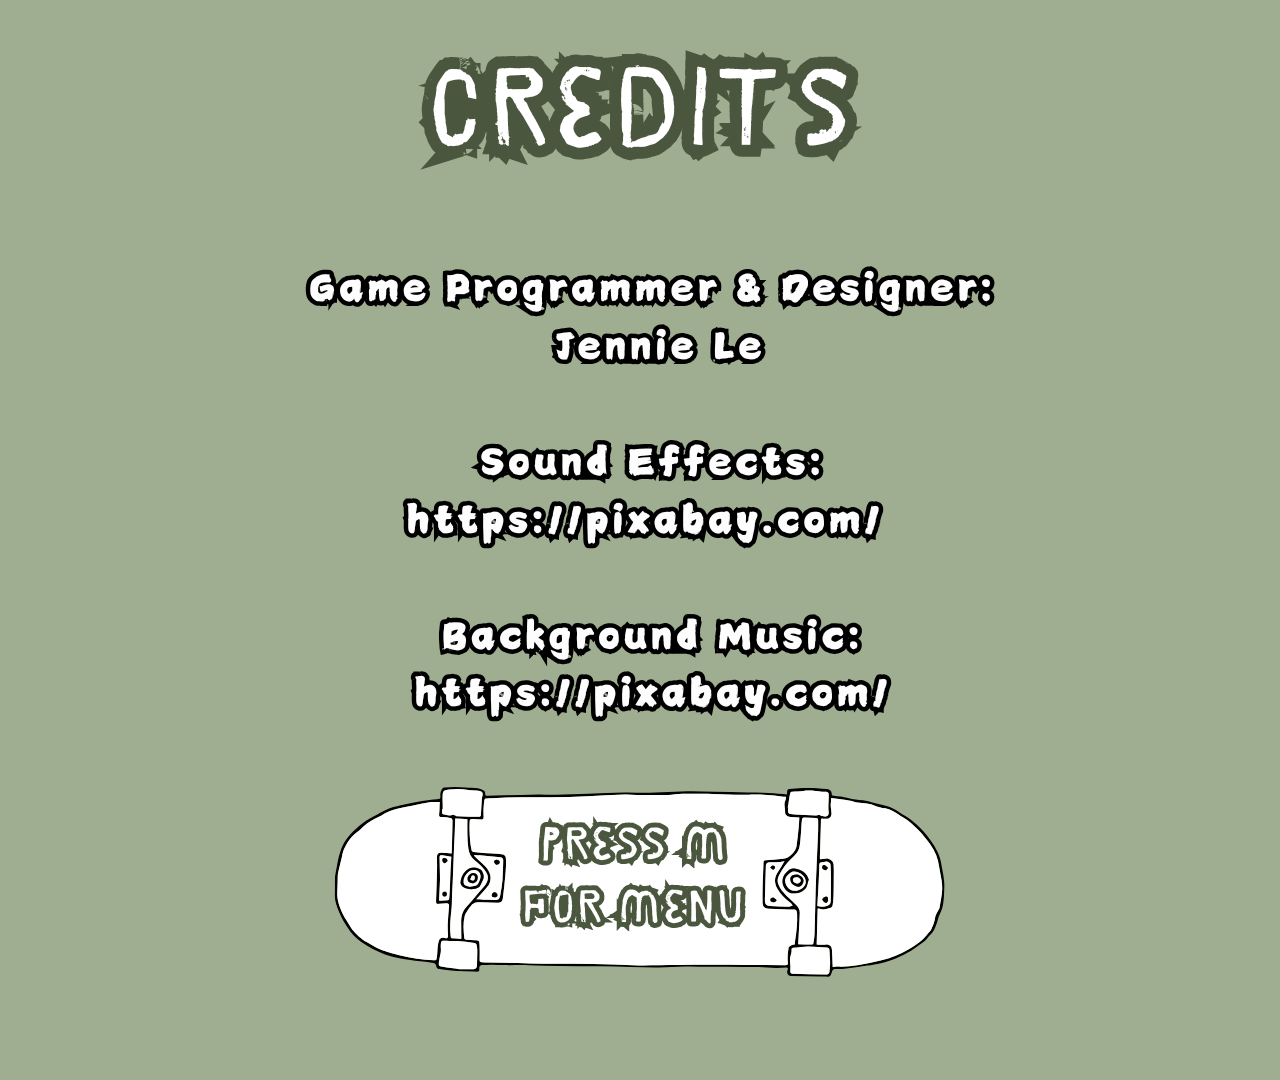 CREDITS
Game Programmer & Designer:
Jennie Le
Sound Effects:
https://pixabay.com/
Background Music:
https://pixabay.com/
PRESS M
FOR MENU